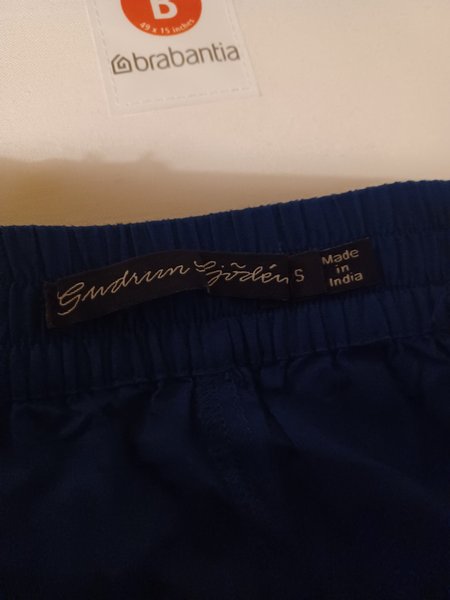 B
49 x 15 inches
brabantia
Gudrun Sjödén
S
Made
in
India